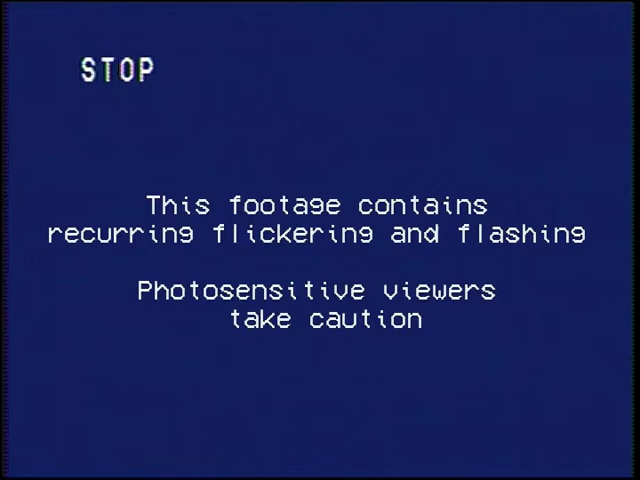 STOP
This footage contains
recurring flickering and flashing
Photosensitive viewers
take caution